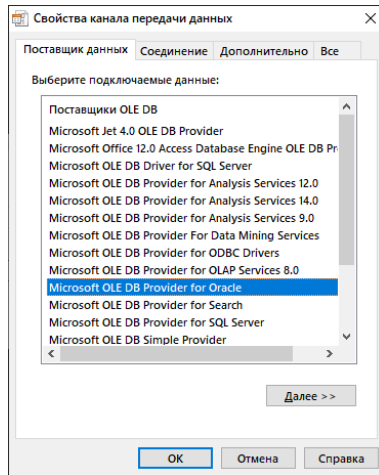 Свойства канала передачи данных
Поставщик данных Соединение Дополнительно Все
Выберите подключаемые данные:
Поставщики OLE DB
Microsoft Jet 4.0 OLE DB Provider
Microsoft Office 12.0 Access Database Engine OLE DB Pr
Microsoft OLE DB Driver for SQL Server
Microsoft OLE DB Provider for Analysis Services 12.0
Microsoft OLE DB Provider for Analysis Services 14.0
Microsoft OLE DB Provider for Analysis Services 9.0
Microsoft OLE DB Provider For Data Mining Services
Microsoft OLE DB Provider for ODBC Drivers
Microsoft OLE DB Provider for OLAP Services 8.0
Microsoft OLE DB Provider for Oracle
Microsoft OLE DB Provider for Search
Microsoft OLE DB Provider for SQL Server
Microsoft OLE DB Simple Provider
Далее >>
ОК Отмена Справка